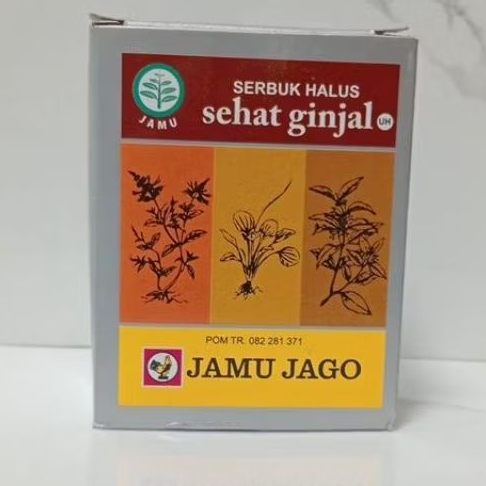 SERBUK HALUS
sehat ginjal UH
JAMU
POM TR. 082 281 371
JAMU JAGO